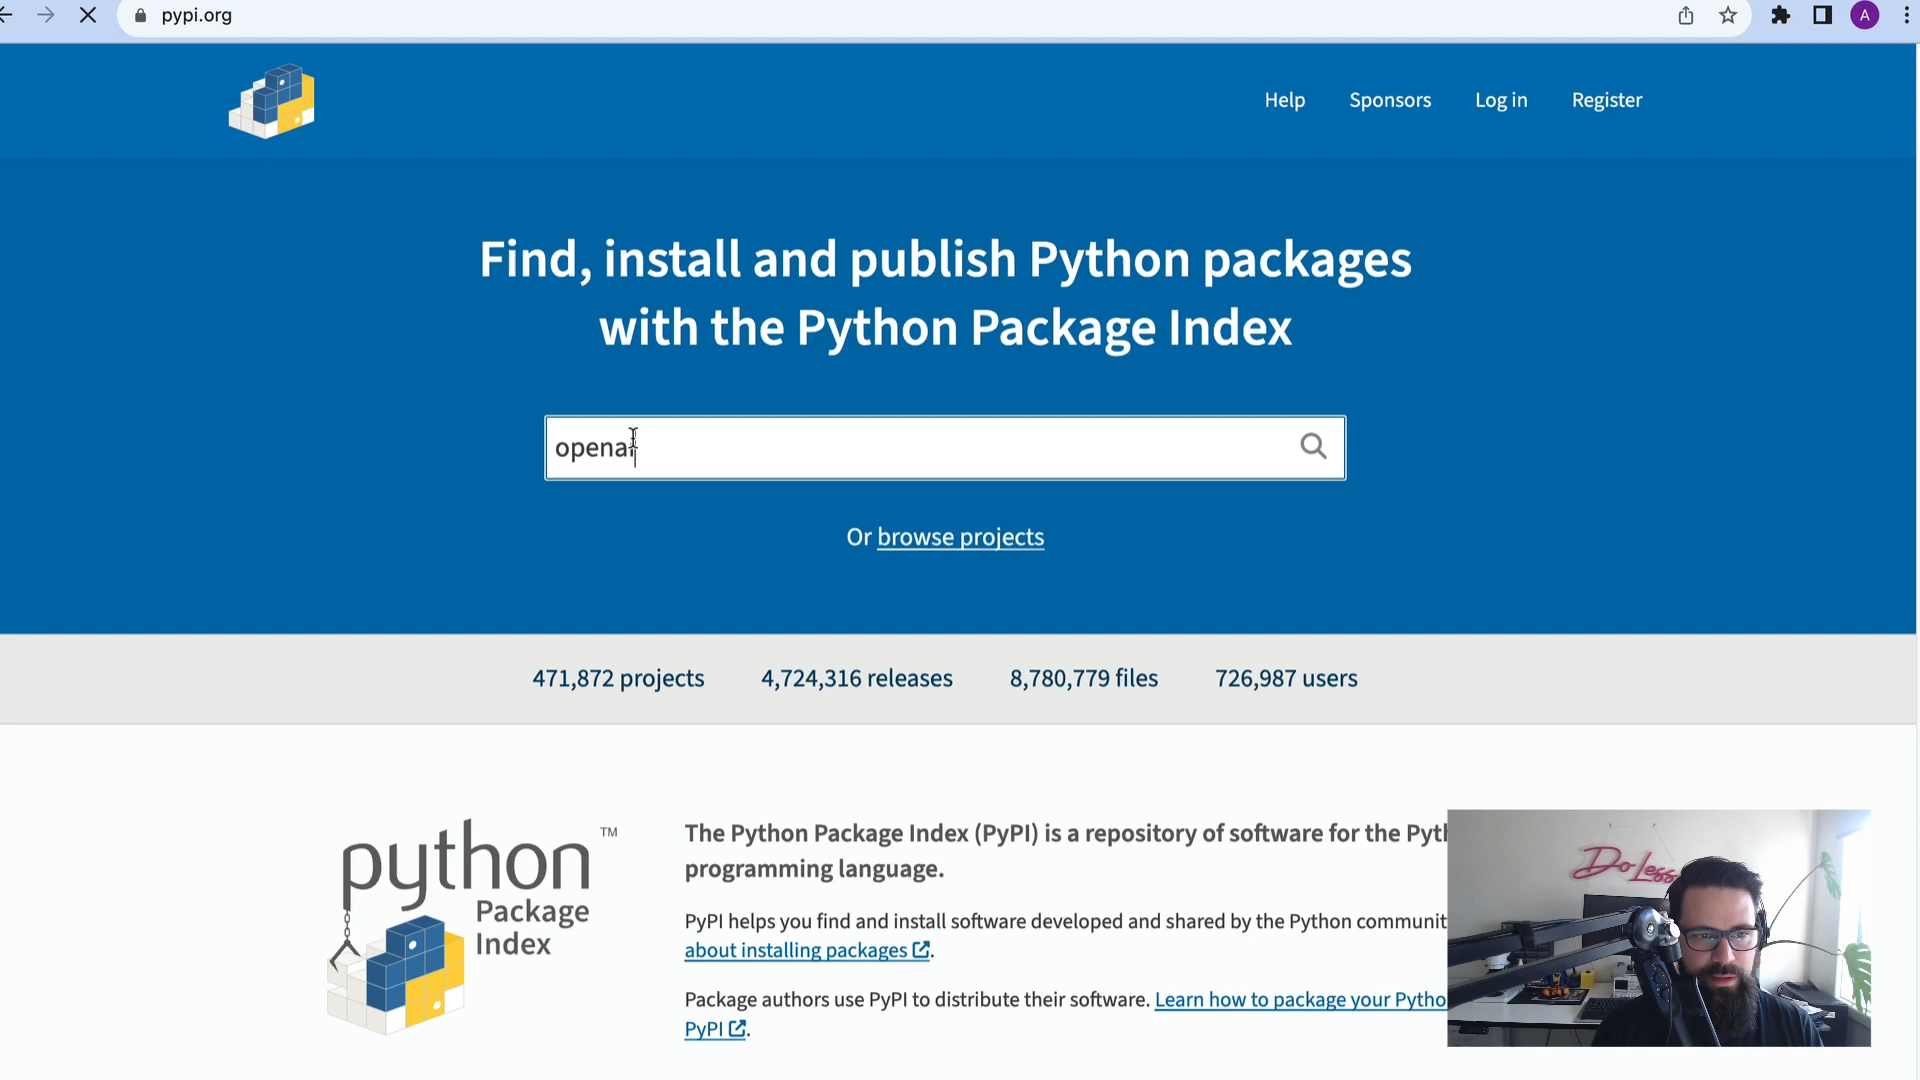 pypi.org
A
Help Sponsors Log in Register
Find, install and publish Python packages
with the Python Package Index
openai
Or browse projects
471,872 projects 4,724,316 releases 8,780,779 files 726,987 users
python TM
Package
Index
The Python Package Index (PyPI) is a repository of software for the Pyth
programming language.
PyPI helps you find and install software developed and shared by the Python communit
about installing packages.
Package authors use PyPI to distribute their software. Learn how to package your Pytho
PyPI.
Do Less